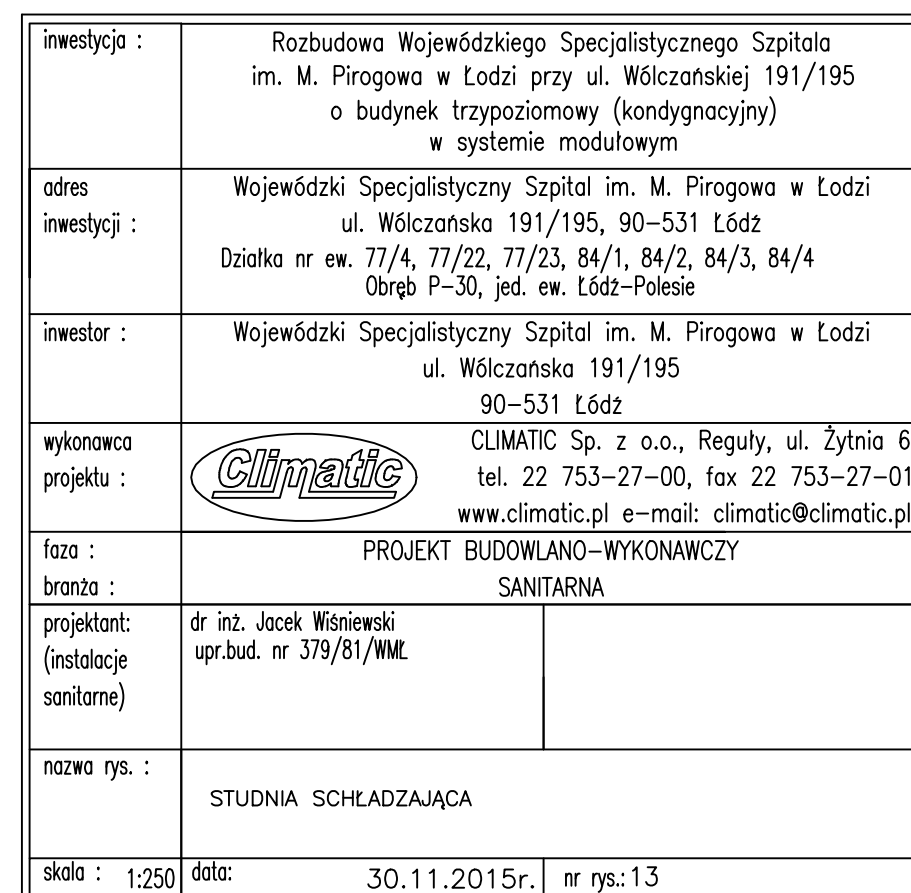 inwestycja : Rozbudowa Wojewódzkiego Specjalistycznego Szpitala
im. M. Pirogowa w Łodzi przy ul. Wólczańskiej 191/195
o budynek trzypoziomowy (kondygnacyjny)
w systemie modułowym
adres Wojewódzki Specjalistyczny Szpital im. M. Pirogowa w Łodzi
inwestycji : ul. Wólczańska 191/195, 90-531 Łódź
Działka nr ew. 77/4, 77/22, 77/23, 84/1, 84/2, 84/3, 84/4
Obręb P-30, jed. ew. Łódź-Polesie
inwestor : Wojewódzki Specjalistyczny Szpital im. M. Pirogowa w Łodzi
ul. Wólczańska 191/195
90-531 Łódź
wykonawca CLIMATIC Sp. z o.o., Reguły, ul. Żytnia 6
projektu : Climatic tel. 22 753-27-00, fax 22 753-27-01
www.climatic.pl e-mail: climatic@climatic.pl
faza : PROJEKT BUDOWLANO-WYKONAWCZY
branża : SANITARNA
projektant: dr inż. Jacek Wiśniewski
(instalacje upr.bud. nr 379/81/WMŁ
sanitarne)
nazwa rys. :
STUDNIA SCHŁADZAJĄCA
skala : 1:250 data: 30.11.2015r. nr rys.: 13